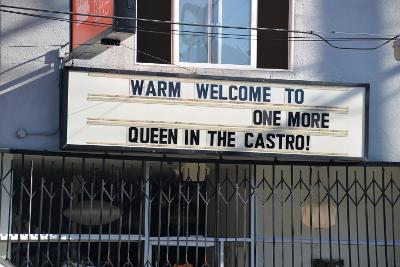 WARM WELCOME TO
ONE MORE
QUEEN IN THE CASTRO!